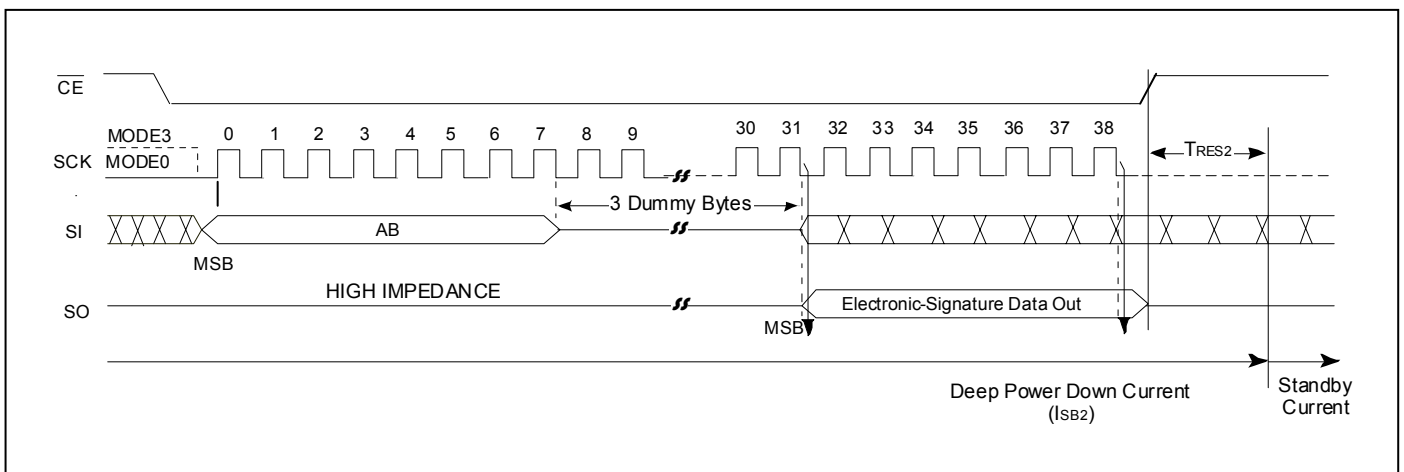 CE
MODE3
0 1 2 3 4 5 6 7 8 9 30 31 32 33 34 35 36 37 38
SCK MODE0
TRES2
3 Dummy Bytes
SI
AB
MSB
HIGH IMPEDANCE
SO
Electronic-Signature Data Out
MSB
Deep Power Down Current
(ISB2)
Standby
Current